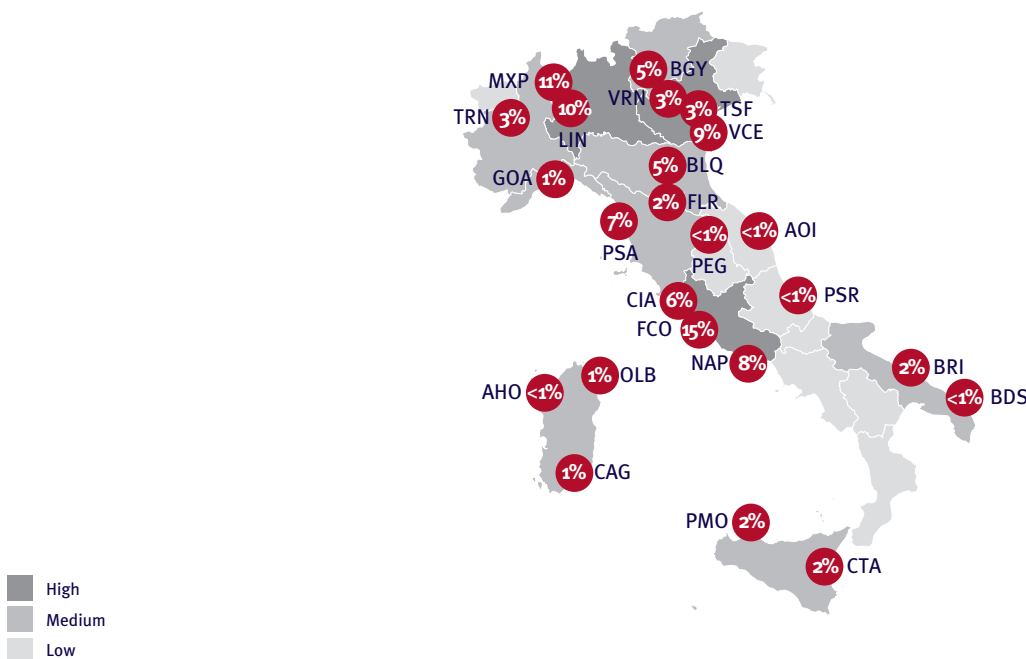 5% BGY
MXP 11%
VRN 3%
3% TSF
10%
LIN
TRN 3%
9% VCE
5% BLQ
GOA 1%
2% FLR
7%
PSA
<1%
PEG
<1% AOI
CIA 6%
<1% PSR
FCO 15%
NAP 8%
2% BRI
1% OLB
AHO <1%
<1% BDS
1% CAG
PMO 2%
2% CTA
High
Medium
Low